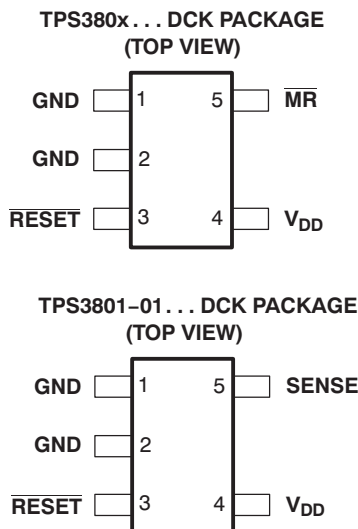 TPS380x . . . DCK PACKAGE
(TOP VIEW)
GND 1 5 MR
GND 2
RESET 3 4 VDD
TPS3801−01 . . . DCK PACKAGE
(TOP VIEW)
GND 1 5 SENSE
GND 2
RESET 3 4 VDD